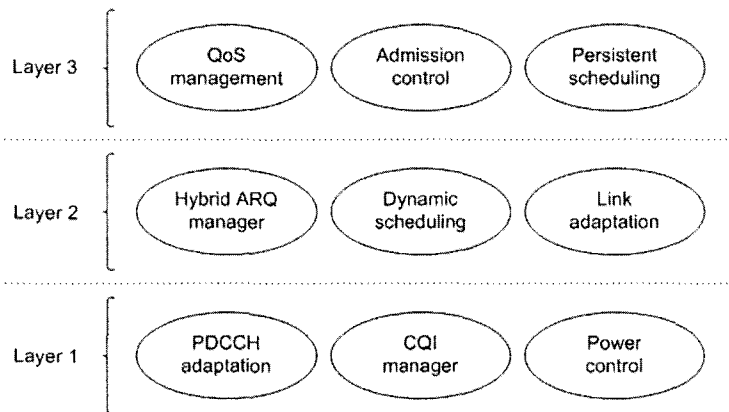 Layer 3
QoS
management
Admission
control
Persistent
scheduling
Layer 2
Hybrid ARQ
manager
Dynamic
scheduling
Link
adaptation
Layer 1
PDCCH
adaptation
CQI
manager
Power
control